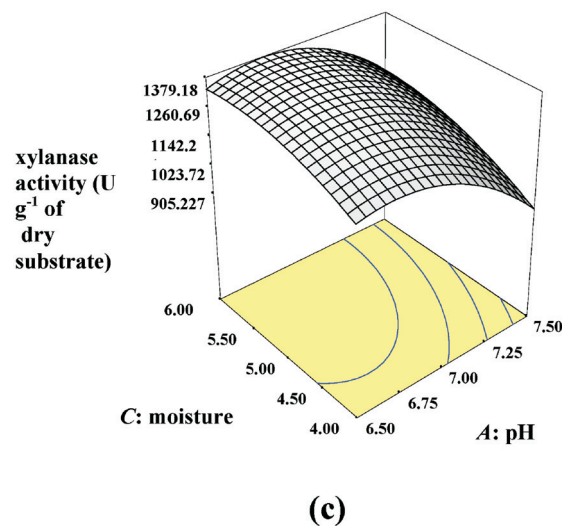 1379.18
1260.69
1142.2
1023.72
905.227
xylanase
activity (U
g⁻¹ of
dry
substrate)
6.00
5.50
5.00
4.50
4.00
C: moisture
7.50
7.25
7.00
6.75
6.50
A: pH
(c)